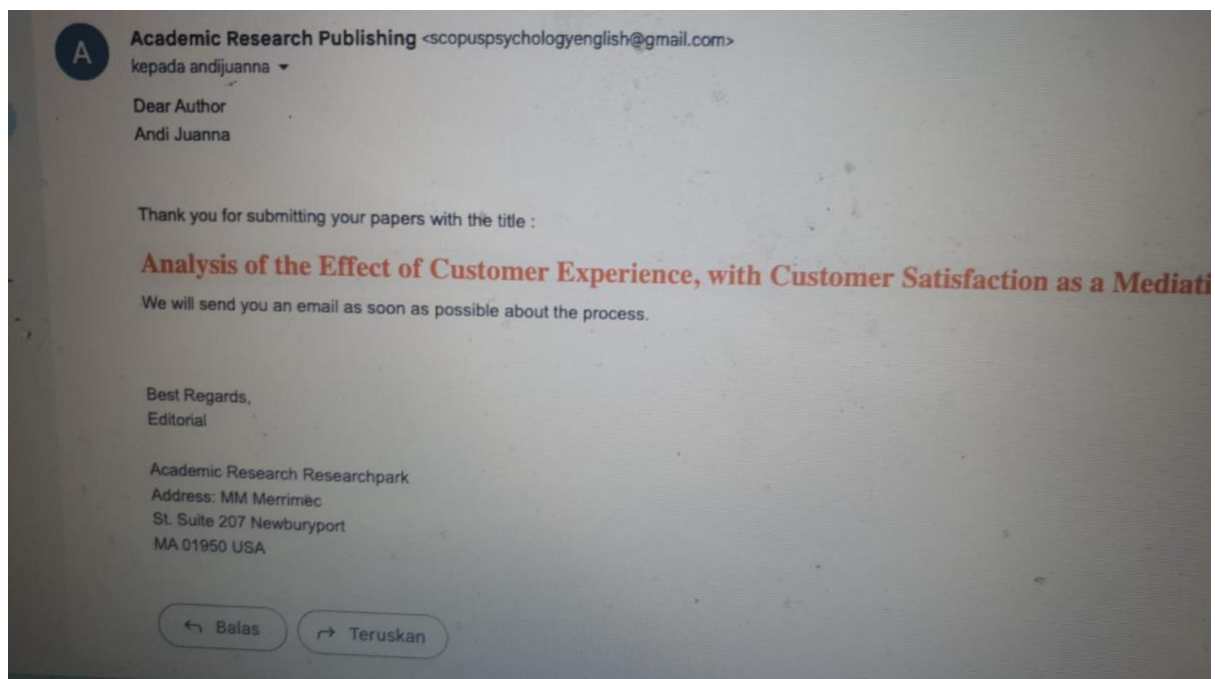 A
Academic Research Publishing <scopuspsychologyenglish@gmail.com>
kepada andijuanna
Dear Author
Andi Juanna
Thank you for submitting your papers with the title :
Analysis of the Effect of Customer Experience, with Customer Satisfaction as a Mediati
We will send you an email as soon as possible about the process.
Best Regards,
Editorial
Academic Research Researchpark
Address: MM Merrimec
St. Suite 207 Newburyport
MA 01950 USA
Balas
Teruskan